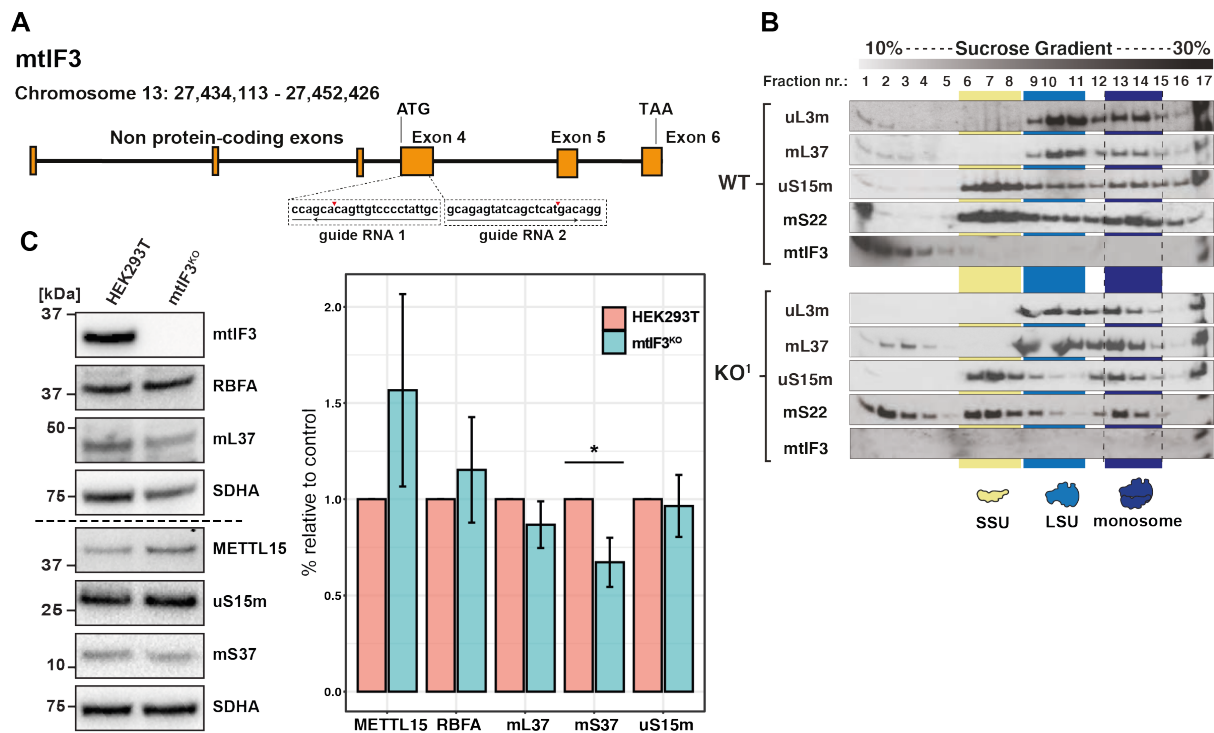 A
mtIF3
Chromosome 13: 27,434,113 - 27,452,426
ATG
TAA
Non protein-coding exons
Exon 4
Exon 5
Exon 6
ccagcacagttgtcccctattgc
gcagagtatcagctcatgacagg
guide RNA 1
guide RNA 2
B
10%
Sucrose Gradient
30%
Fraction nr.:
1 2 3 4 5 6 7 8 9 10 11 12 13 14 15 16 17
WT
uL3m
mL37
uS15m
mS22
mtIF3
KO¹
uL3m
mL37
uS15m
mS22
mtIF3
SSU
LSU
monosome
C
[kDa]
HEK293T
mtIF3ᴷᴼ
37
mtIF3
37
RBFA
50
mL37
75
SDHA
37
METTL15
25
uS15m
10
mS37
75
SDHA
% relative to control
2.0
1.5
1.0
0.5
0.0
HEK293T
mtIF3ᴷᴼ
*
METTL15
RBFA
mL37
mS37
uS15m